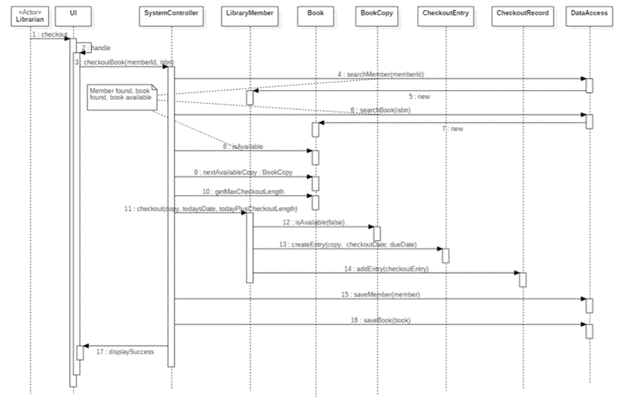 «Actor»
Librarian
UI
SystemController
LibraryMember
Book
BookCopy
CheckoutEntry
CheckoutRecord
DataAccess
1 : checkout
2 : handle
3 : checkoutBook(memberId, isbn)
4 : searchMember(memberId)
Member found, book
found, book available
5 : new
6 : searchBook(isbn)
7 : new
8 : isAvailable
9 : nextAvailableCopy : BookCopy
10 : getMaxCheckoutLength
11 : checkout(copy, todaysDate, todayPlusCheckoutLength)
12 : isAvailable(false)
13 : createEntry(copy, checkoutDate, dueDate)
14 : addEntry(checkoutEntry)
15 : saveMember(member)
16 : saveBook(book)
17 : displaySuccess